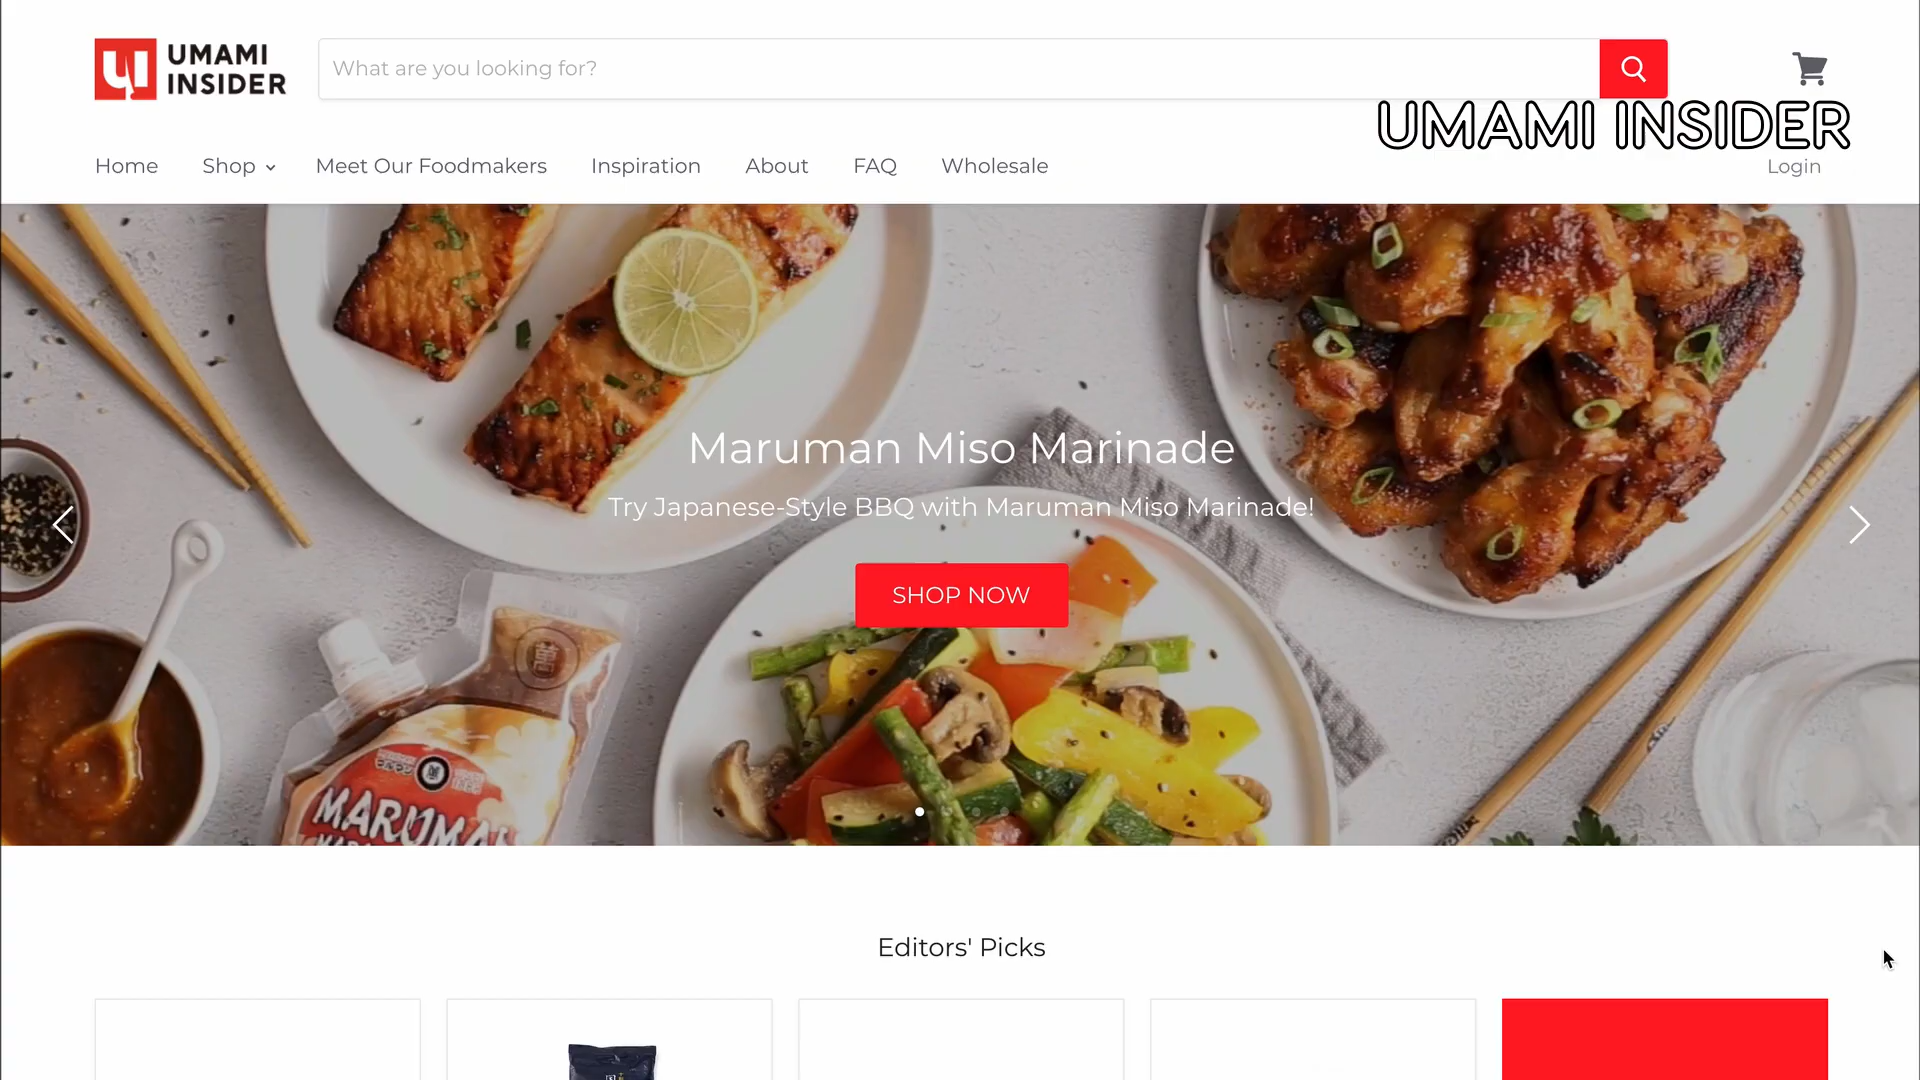 UMAMI
INSIDER
What are you looking for?
UMAMI INSIDER
Home
Shop
Meet Our Foodmakers
Inspiration
About
FAQ
Wholesale
Login
Maruman Miso Marinade
Try Japanese-Style BBQ with Maruman Miso Marinade!
SHOP NOW
MARUMAN
Editors' Picks